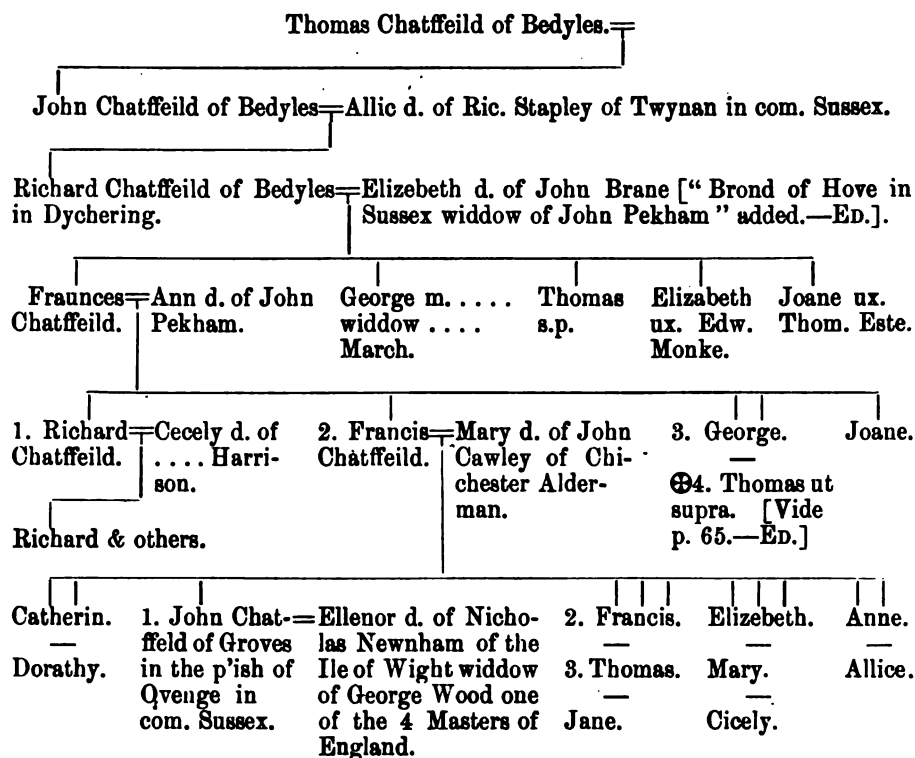 Thomas Chatffeild of Bedyles.
John Chatffeild of Bedyles=Allic d. of Ric. Stapley of Twynan in com. Sussex.
Richard Chatffeild of Bedyles=Elizebeth d. of John Brane [“ Brond of Hove in
in Dychering.
Sussex widdow of John Pekham ” added.—ED.].
Fraunces=Ann d. of John
Chatffeild. Pekham.
George m. . . . .
widdow . . . .
March.
Thomas
s.p.
Elizabeth
ux. Edw.
Monke.
Joane ux.
Thom. Este.
1. Richard=Cecely d. of
Chatffeild. . . . . Harri-
son.
2. Francis=Mary d. of John
Chatffeild. Cawley of Chi-
chester Alder-
man.
3. George.
—
⊕4. Thomas ut
supra. [Vide
p. 65.—ED.]
Joane.
Richard & others.
Catherin.
—
Dorathy.
1. John Chat-=Ellenor d. of Nicho-
ffeld of Groves las Newnham of the
in the p'ish of Ile of Wight widdow
Qvenge in of George Wood one
com. Sussex. of the 4 Masters of
England.
2. Francis.
—
3. Thomas.
—
Jane.
Elizebeth.
—
Mary.
—
Cicely.
Anne.
—
Allice.